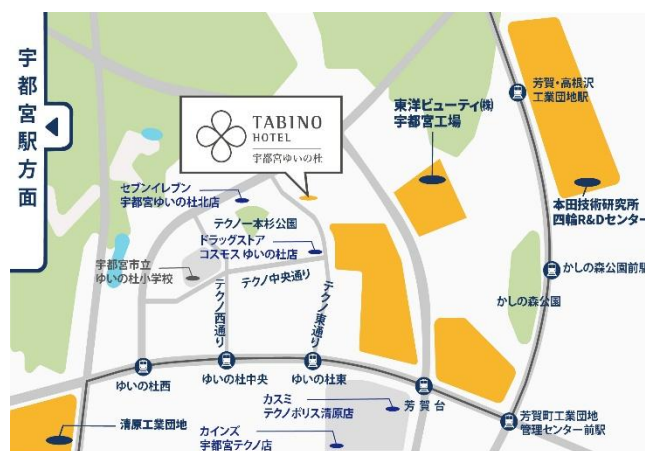 宇都宮駅方面
TABINO
HOTEL
宇都宮ゆいの杜
東洋ビューティ㈱
宇都宮工場
芳賀・高根沢
工業団地駅
本田技術研究所
四輪R&Dセンター
セブンイレブン
宇都宮ゆいの杜北店
テクノ一本杉公園
ドラッグストア
コスモス ゆいの杜店
宇都宮市立
ゆいの杜小学校
テクノ中央通り
テクノ西通り
テクノ東通り
かしの森公園前駅
かしの森公園
ゆいの杜西
ゆいの杜中央
ゆいの杜東
芳賀台
芳賀町工業団地
管理センター前駅
カスミ
テクノポリス清原店
清原工業団地
カインズ
宇都宮テクノ店